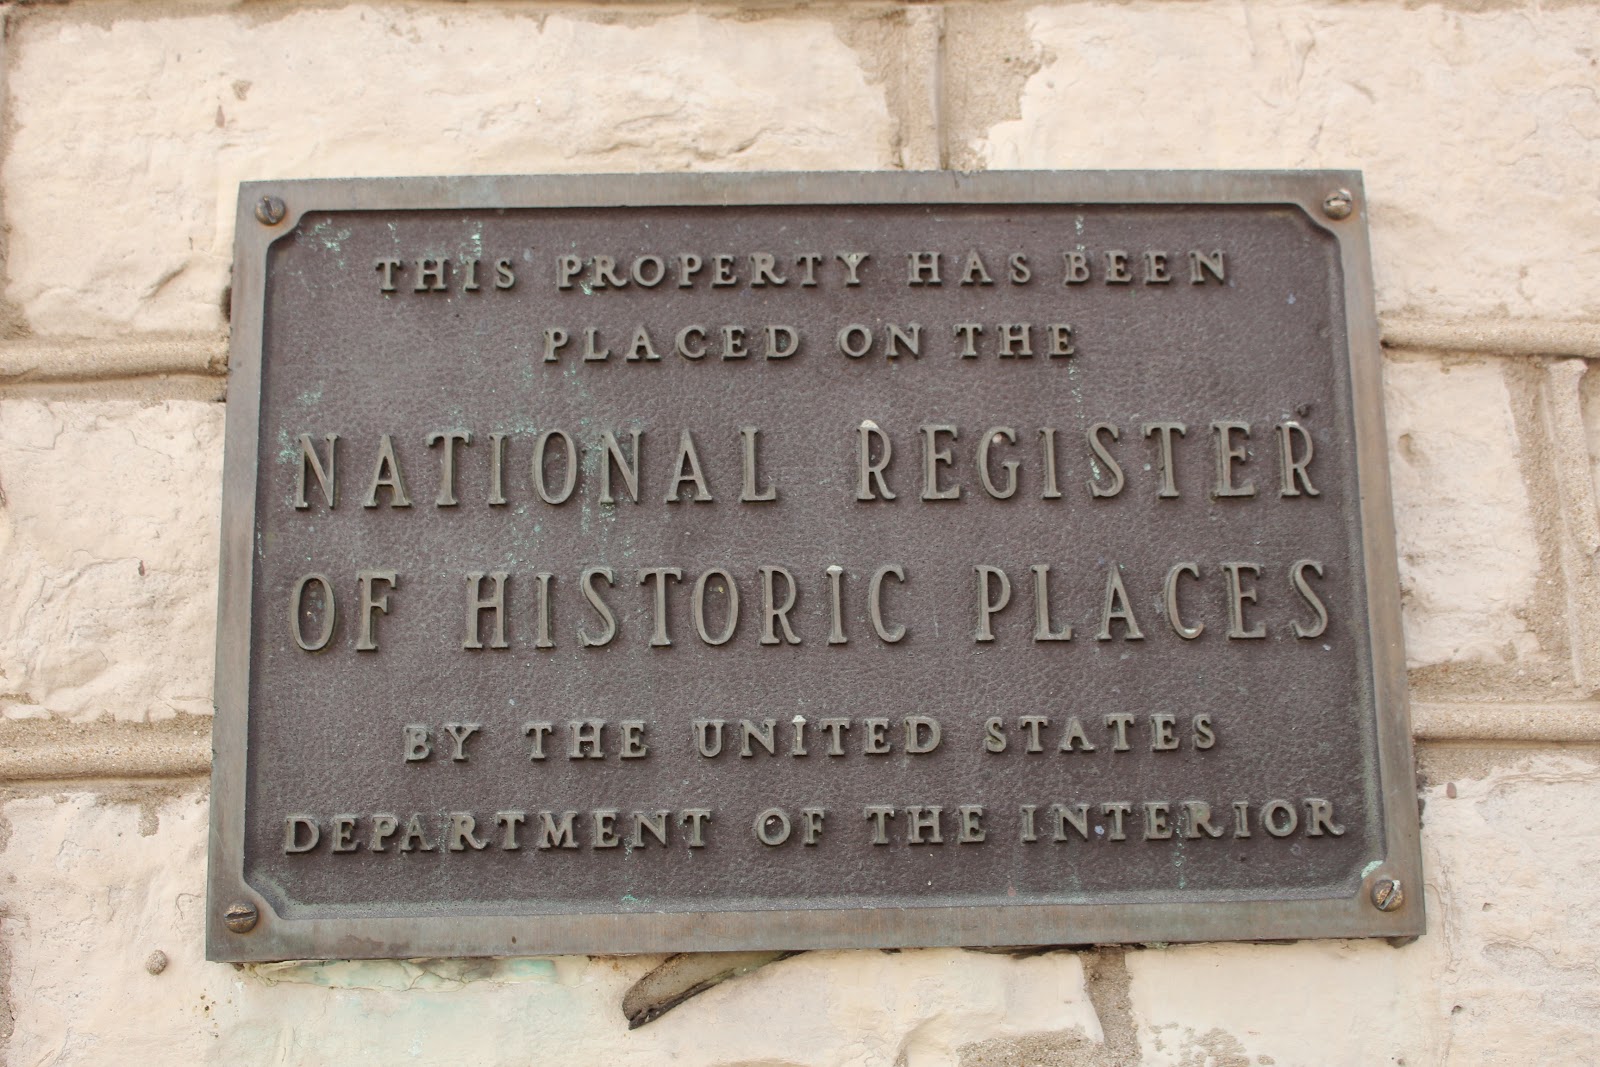 THIS PROPERTY HAS BEEN
PLACED ON THE
NATIONAL REGISTER
OF HISTORIC PLACES
BY THE UNITED STATES
DEPARTMENT OF THE INTERIOR